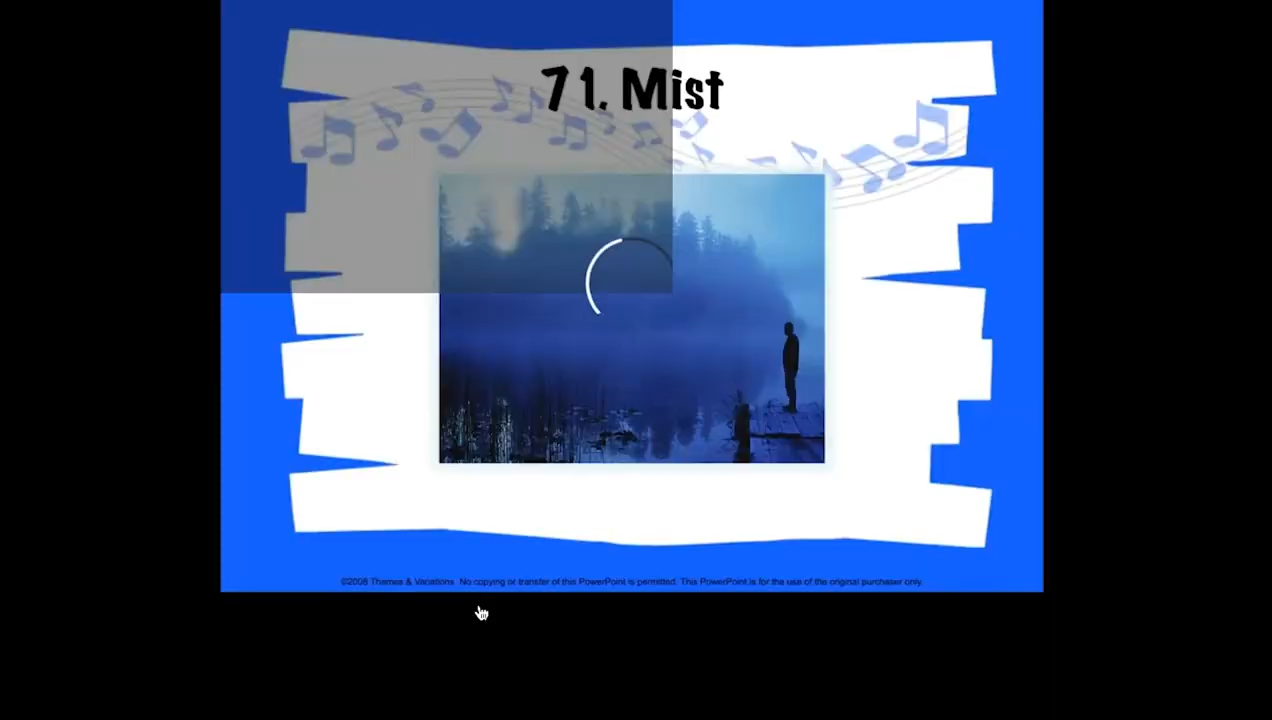 71. Mist
©2008 Themes & Variations  No copying or transfer of this PowerPoint is permitted. This PowerPoint is for the use of the original purchaser only.